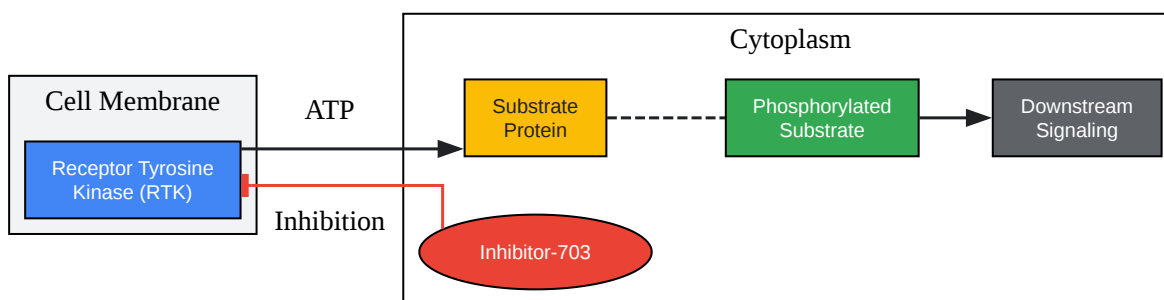 Cytoplasm
Cell Membrane
ATP
Substrate
Protein
Phosphorylated
Substrate
Downstream
Signaling
Receptor Tyrosine
Kinase (RTK)
Inhibition
Inhibitor-703